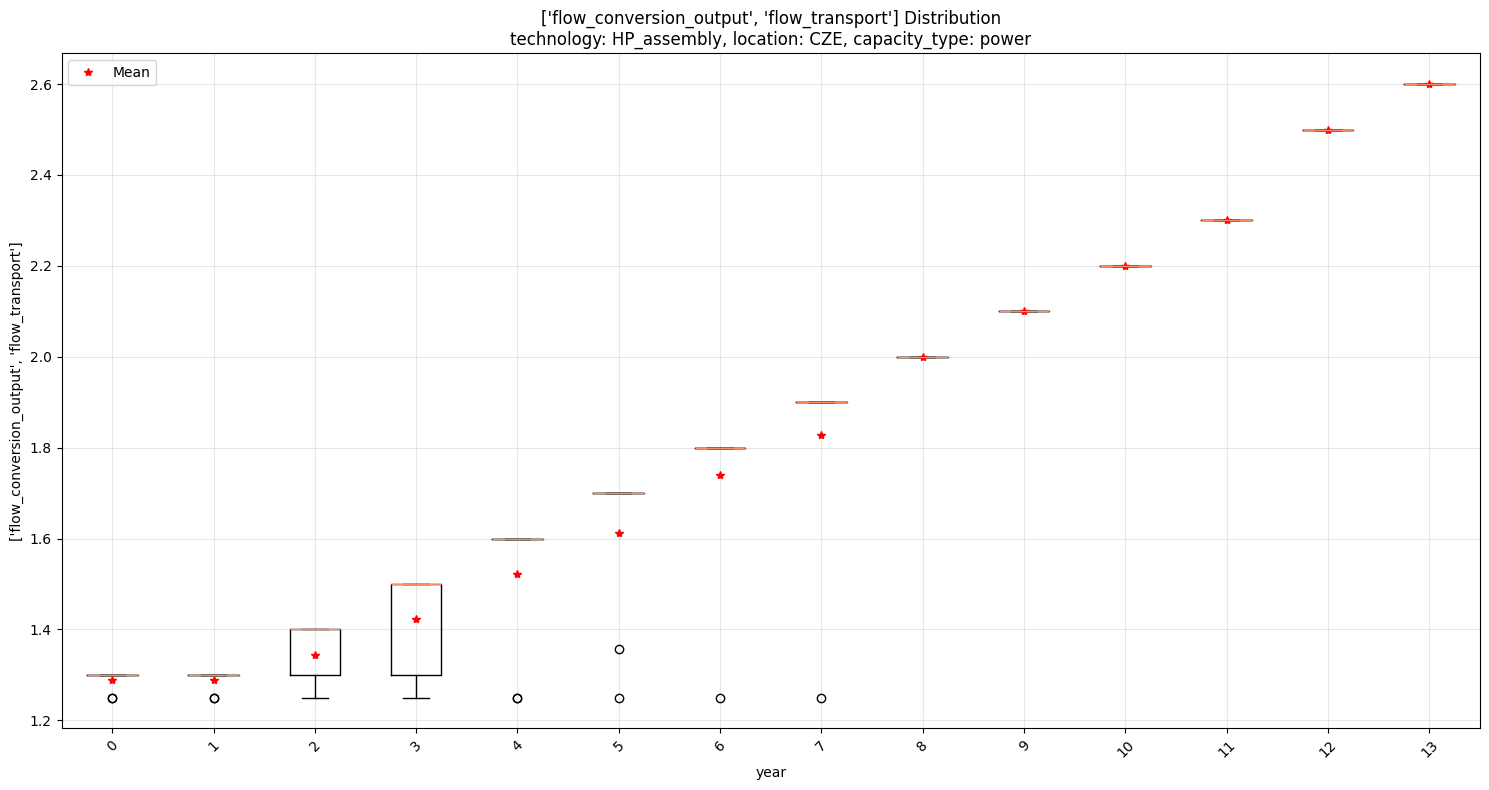 ['flow_conversion_output', 'flow_transport'] Distribution
technology: HP_assembly, location: CZE, capacity_type: power
Mean
['flow_conversion_output', 'flow_transport']
2.6
2.4
2.2
2.0
1.8
1.6
1.4
1.2
0 1 2 3 4 5 6 7 8 9 10 11 12 13
year